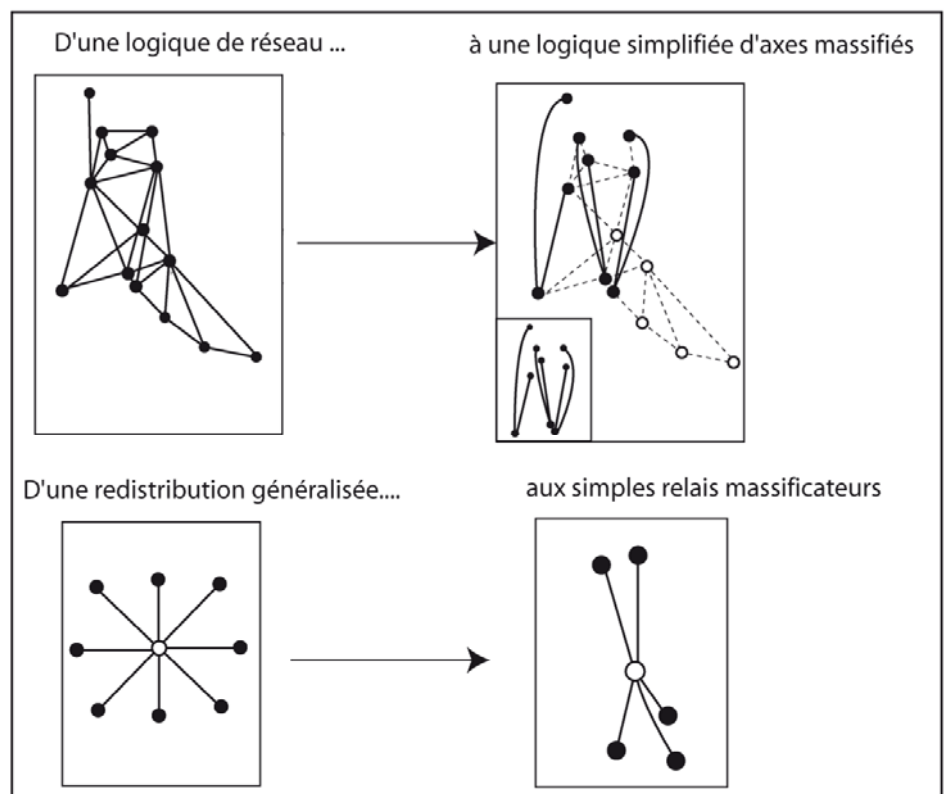 D'une logique de réseau ...
à une logique simplifiée d'axes massifiés
D'une redistribution généralisée....
aux simples relais massificateurs